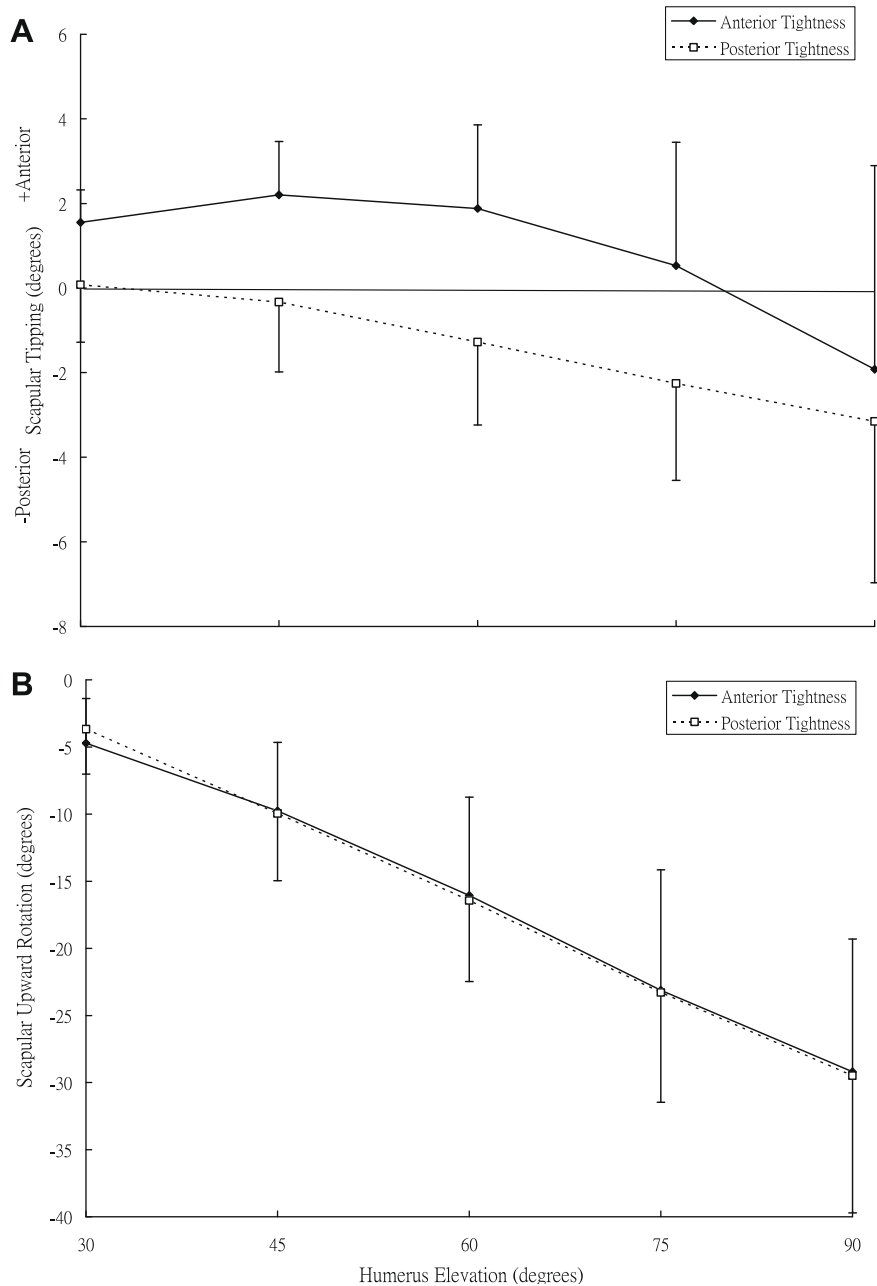 A
Anterior Tightness
Posterior Tightness
6
4
2
0
-2
-4
-6
-8
+Anterior
Scapular Tipping (degrees)
-Posterior
B
Anterior Tightness
Posterior Tightness
0
-5
-10
-15
-20
-25
-30
-35
-40
Scapular Upward Rotation (degrees)
30
45
60
75
90
Humerus Elevation (degrees)